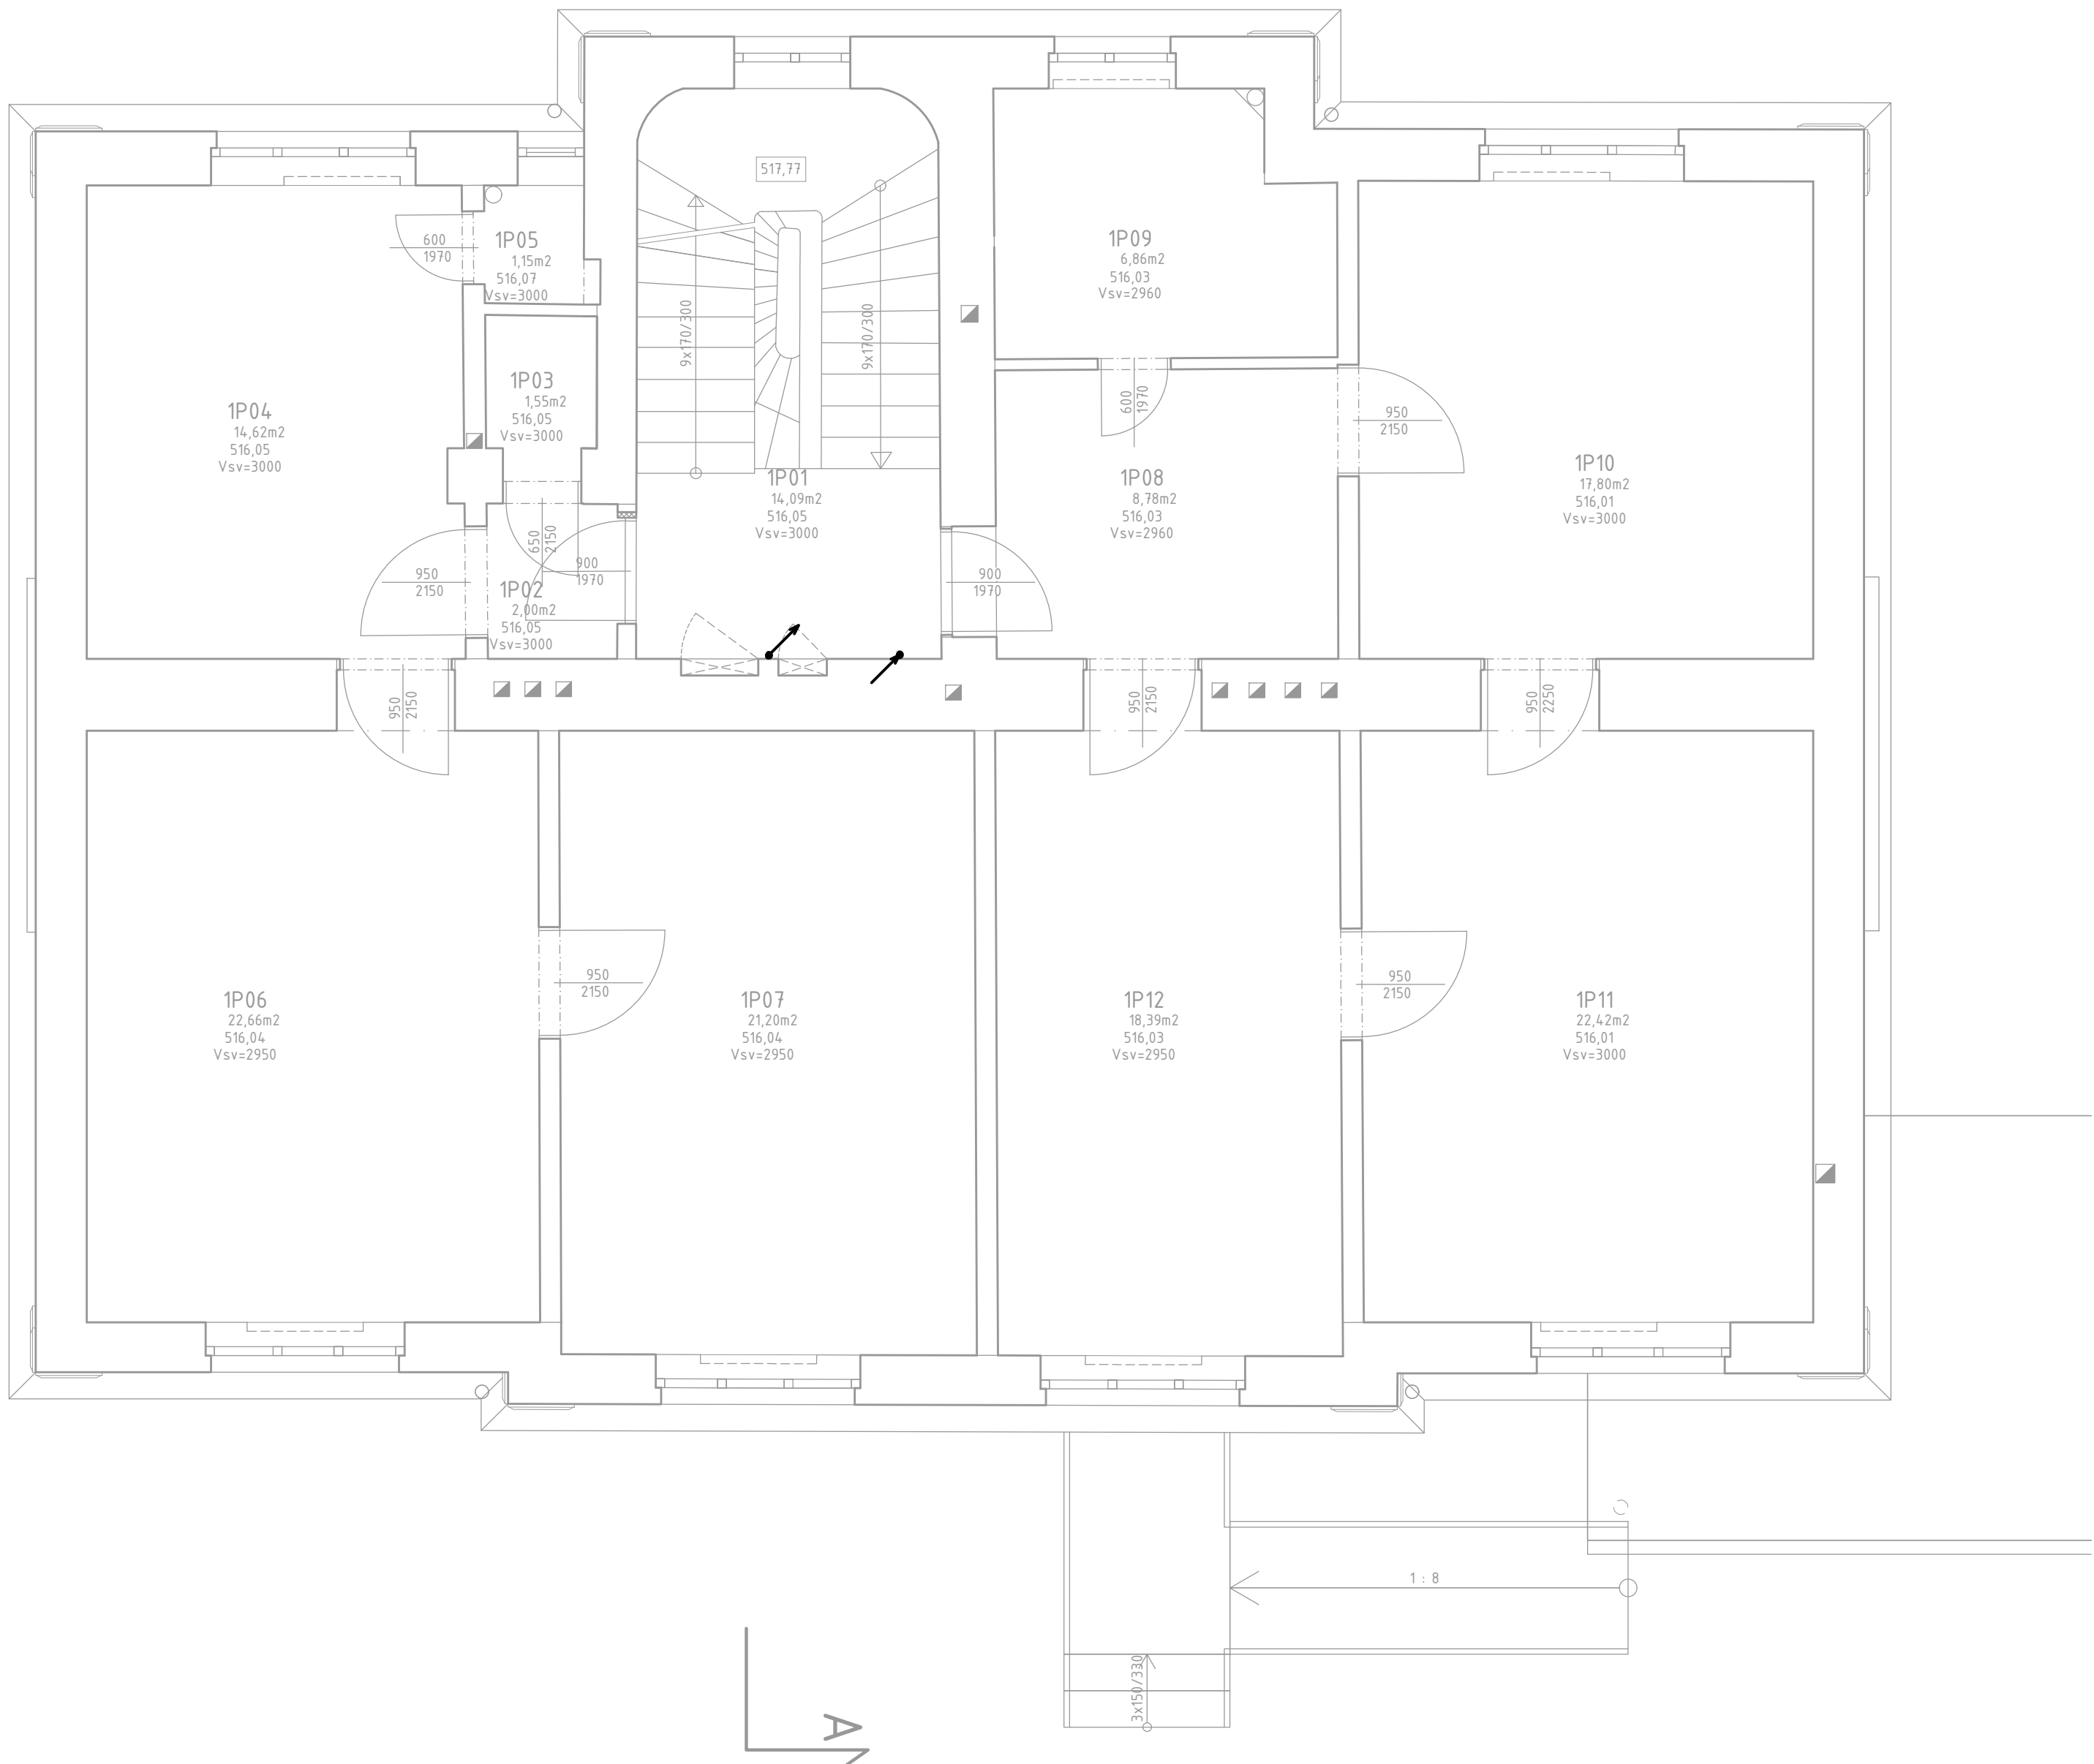 517,77
1P05
1,15m2
516,07
Vsv=3000
600
1970
1P09
6,86m2
516,03
Vsv=2960
9x170/300
9x170/300
1P03
1,55m2
516,05
Vsv=3000
1P04
14,62m2
516,05
Vsv=3000
600
1970
950
2150
1P01
14,09m2
516,05
Vsv=3000
1P08
8,78m2
516,03
Vsv=2960
1P10
17,80m2
516,01
Vsv=3000
650
2150
900
1970
950
2150
900
1970
1P02
2,00m2
516,05
Vsv=3000
950
2150
950
2150
950
2250
950
2150
950
2150
1P06
22,66m2
516,04
Vsv=2950
1P07
21,20m2
516,04
Vsv=2950
1P12
18,39m2
516,03
Vsv=2950
1P11
22,42m2
516,01
Vsv=3000
1 : 8
3x150/330
A